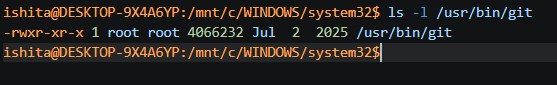 ishita@DESKTOP-9X4A6YP:/mnt/c/WINDOWS/system32$ ls -l /usr/bin/git
-rwxr-xr-x 1 root root 4066232 Jul  2  2025 /usr/bin/git
ishita@DESKTOP-9X4A6YP:/mnt/c/WINDOWS/system32$